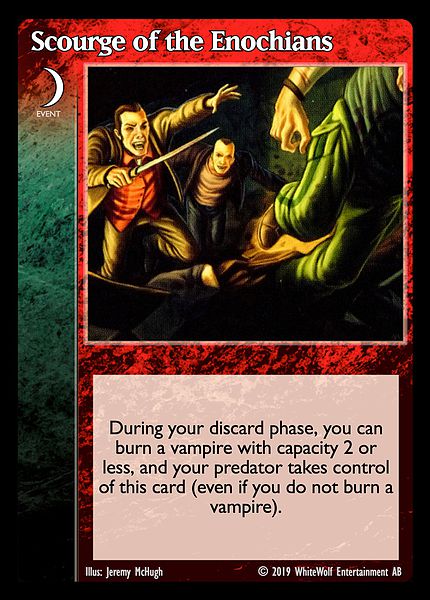 Scourge of the Enochians
EVENT
During your discard phase, you can
burn a vampire with capacity 2 or
less, and your predator takes control
of this card (even if you do not burn a
vampire).
Illus: Jeremy McHugh © 2019 WhiteWolf Entertainment AB